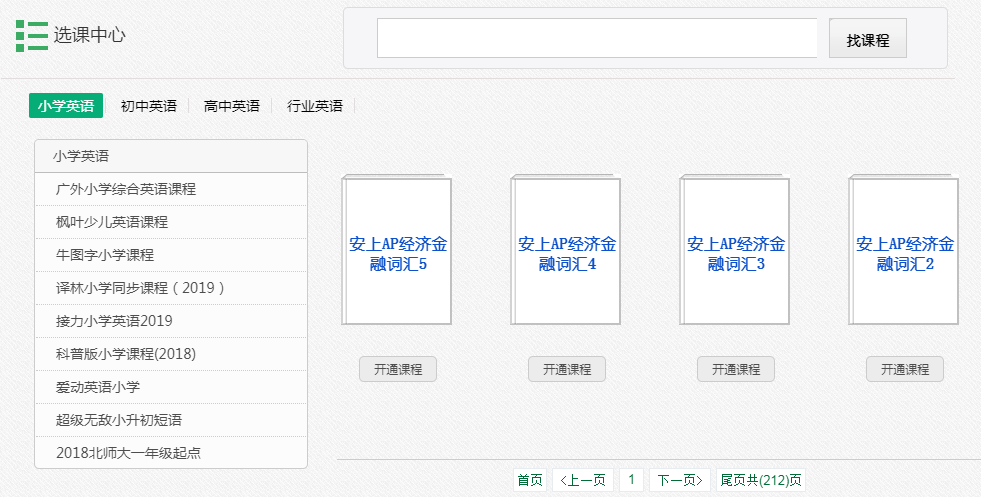 选课中心
找课程
小学英语
初中英语
高中英语
行业英语
小学英语
广外小学综合英语课程
枫叶少儿英语课程
牛图字小学课程
译林小学同步课程（2019）
接力小学英语2019
科普版小学课程(2018)
爱动英语小学
超级无敌小升初短语
2018北师大一年级起点
安上AP经济金
融词汇5
开通课程
安上AP经济金
融词汇4
开通课程
安上AP经济金
融词汇3
开通课程
安上AP经济金
融词汇2
开通课程
首页 <上一页 1 下一页> 尾页共(212)页